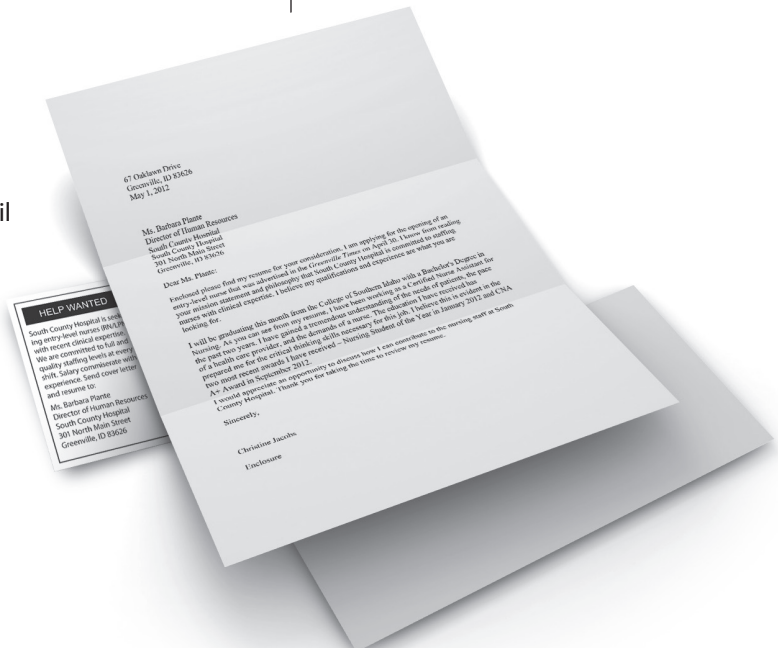 il
HELP WANTED
South County Hospital is seek-
ing entry-level nurses (RN/LPN)
with recent clinical expertise.
We are committed to full and
quality staffing levels at every
shift. Salary commiserate with
experience. Send cover letter
and resume to:
Ms. Barbara Plante
Director of Human Resources
South County Hospital
301 North Main Street
Greenville, ID 83626
67 Oaklawn Drive
Greenville, ID 83626
May 1, 2012
Ms. Barbara Plante
Director of Human Resources
South County Hospital
South County Hospital
301 North Main Street
Greenville, ID 83626
Dear Ms. Plante:
Enclosed please find my resume for your consideration. I am applying for the opening of an
entry-level nurse that was advertised in the Greenville Times on April 30. I know from reading
your mission statement and philosophy that South County Hospital is committed to staffing
nurses with clinical expertise. I believe my qualifications and experience are what you are
looking for.
I will be graduating this month from the College of Southern Idaho with a Bachelor's Degree in
Nursing. As you can see from my resume, I have been working as a Certified Nurse Assistant for
the past two years. I have gained a tremendous understanding of the needs of patients, the pace
of a health care provider, and the demands of a nurse. The education I have received has
prepared me for the critical thinking skills necessary for this job. I believe this is evident in the
two most recent awards I have received – Nursing Student of the Year in January 2012 and CNA
A+ Award in September 2012.
I would appreciate an opportunity to discuss how I can contribute to the nursing staff at South
County Hospital. Thank you for taking the time to review my resume.
Sincerely,
Christine Jacobs
Enclosure